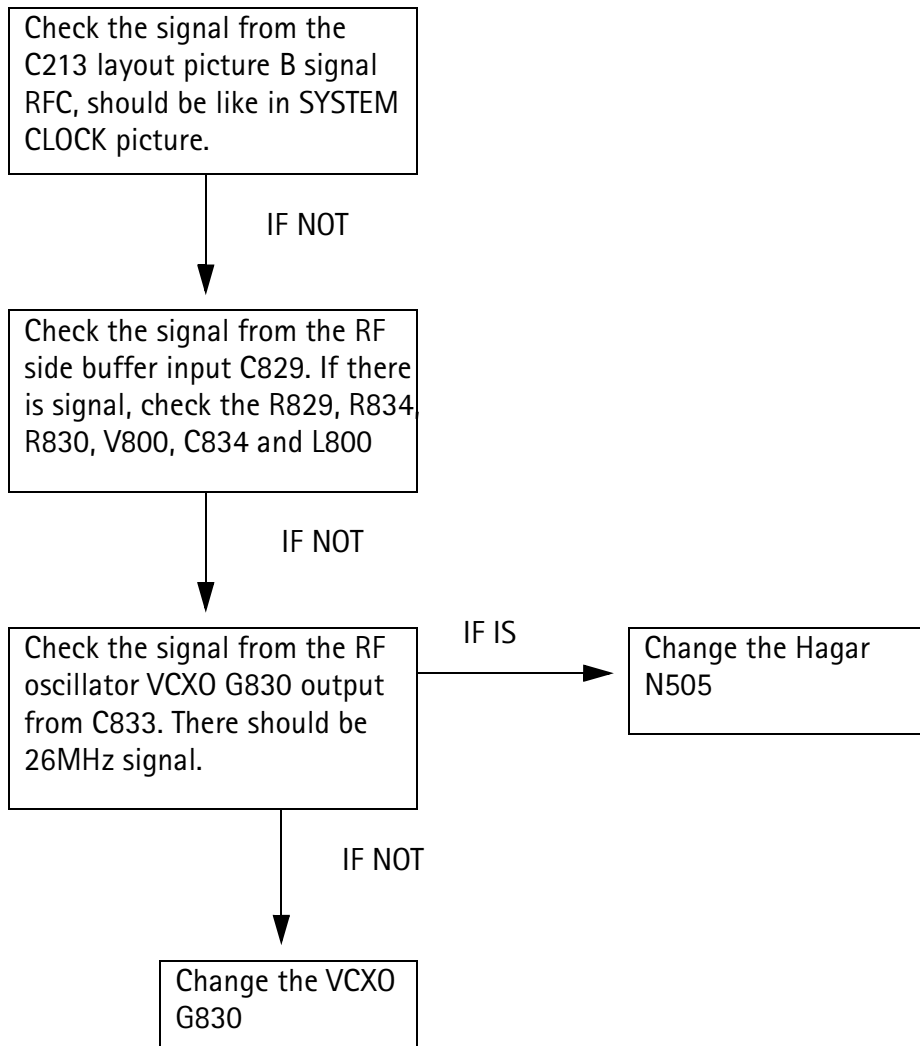 Check the signal from the
C213 layout picture B signal
RFC, should be like in SYSTEM
CLOCK picture.
IF NOT
Check the signal from the RF
side buffer input C829. If there
is signal, check the R829, R834,
R830, V800, C834 and L800
IF NOT
Check the signal from the RF
oscillator VCXO G830 output
from C833. There should be
26MHz signal.
IF IS
Change the Hagar
N505
IF NOT
Change the VCXO
G830